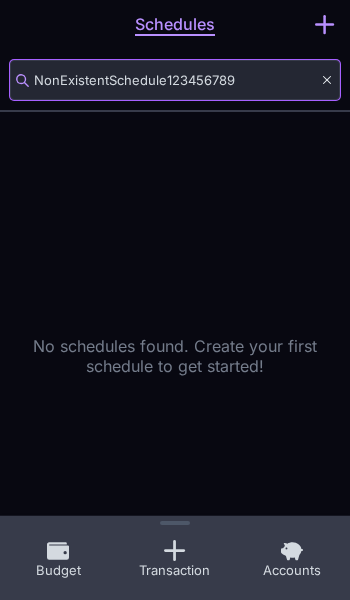 Schedules
NonExistentSchedule123456789
No schedules found. Create your first
schedule to get started!
Budget
Transaction
Accounts